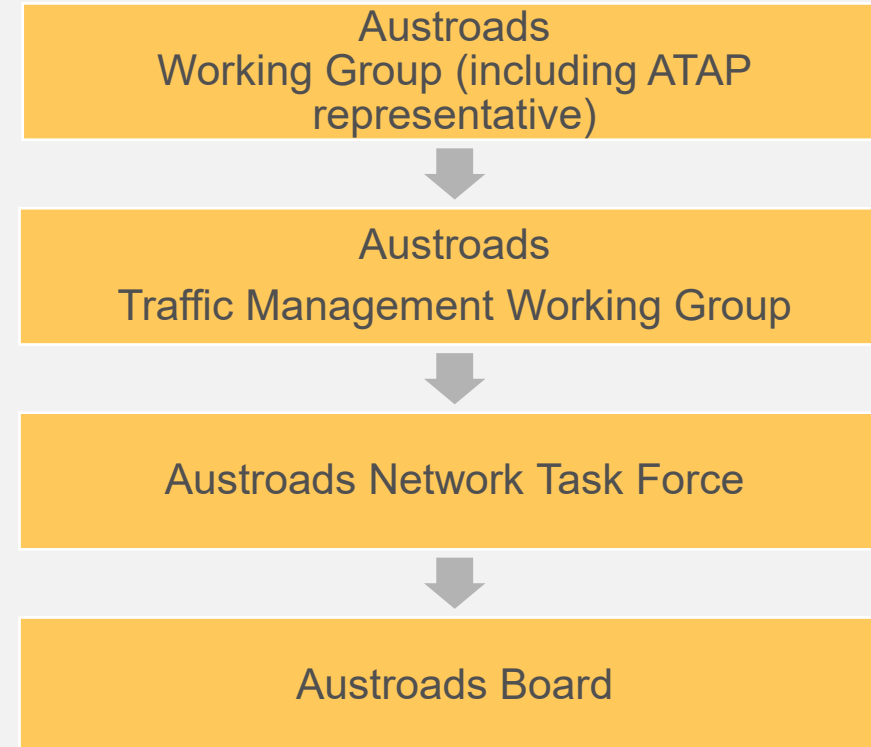 Austroads
Working Group (including ATAP
representative)
Austroads
Traffic Management Working Group
Austroads Network Task Force
Austroads Board